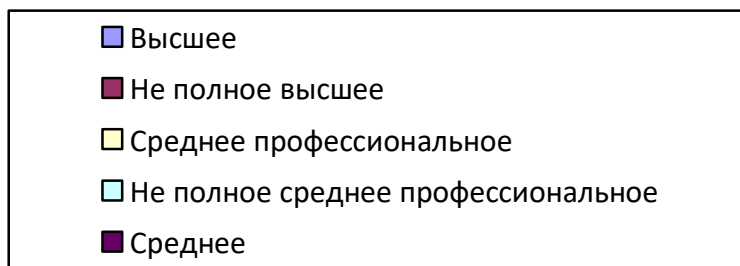 Высшее
Не полное высшее
Среднее профессиональное
Не полное среднее профессиональное
Среднее